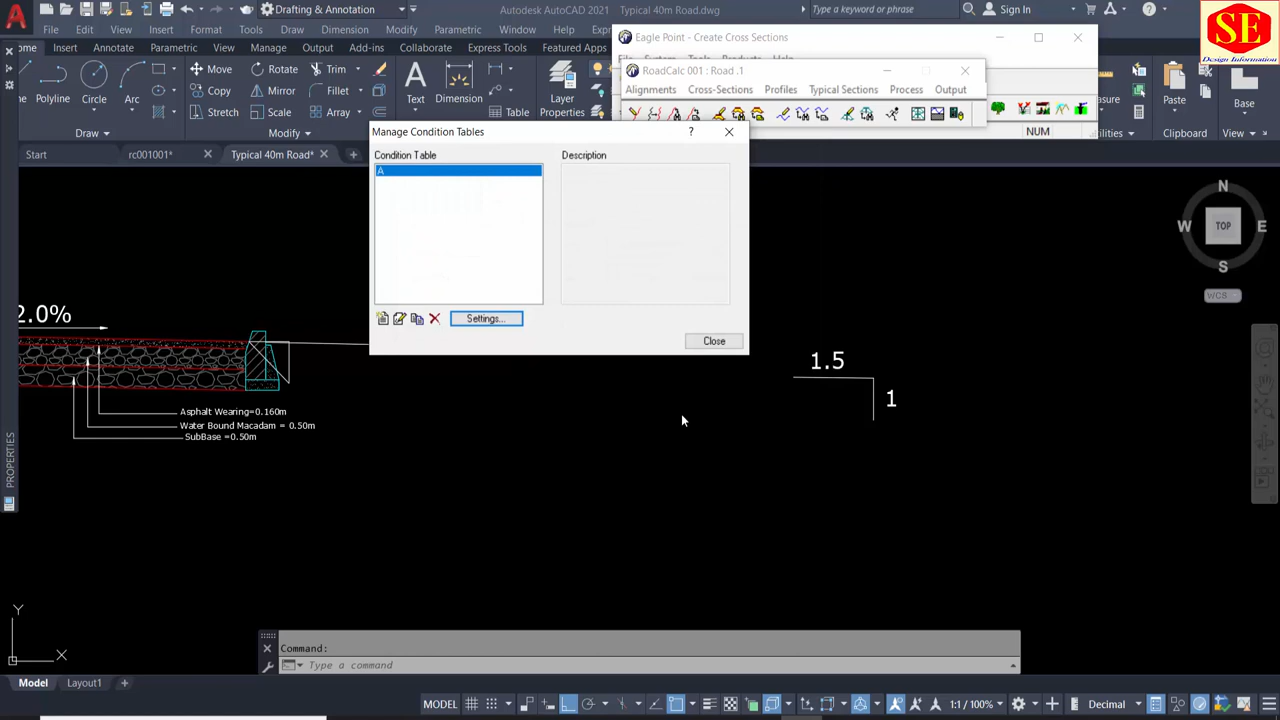 Drafting & Annotation
Autodesk AutoCAD 2021 Typical 40m Road.dwg
Type a keyword or phrase
Sign In
SE
Design Information
File Edit View Insert Format Tools Draw Dimension Modify Parametric Window
Eagle Point - Create Cross Sections
ome Insert Annotate Parametric View Manage Output Add-ins Collaborate Express Tools Featured Apps
RoadCalc 001 : Road .1
Alignments Cross-Sections Profiles Typical Sections Process Output
Move Rotate Trim
Copy Mirror Fillet
Stretch
Polyline Circle Arc
Text Dimension Table
Layer
Properties
Paste
Base
NUM
Draw Modify
View
Start rc001001* Typical 40m Road*
Manage Condition Tables ?
Condition Table Description
A
Settings...
Close
N
W TOP E
S
WCS
2.0%
Asphalt Wearing=0.160m
Water Bound Macadam = 0.50m
SubBase =0.50m
1.5
1
PROPERTIES
Y
X
Command:
Type a command
Model Layout1
MODEL 1:1 / 100% Decimal